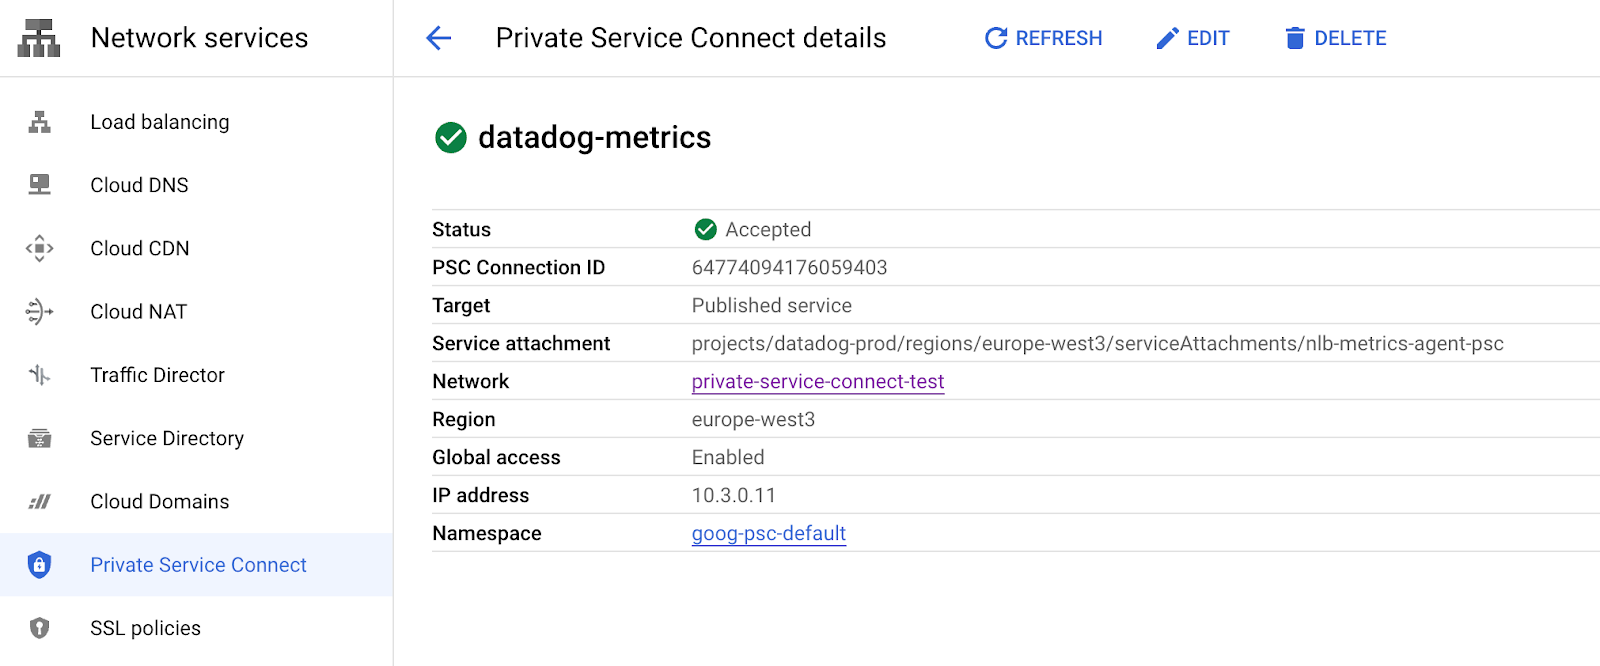 Network services
Private Service Connect details
REFRESH
EDIT
DELETE
Load balancing
Cloud DNS
Cloud CDN
Cloud NAT
Traffic Director
Service Directory
Cloud Domains
Private Service Connect
SSL policies
datadog-metrics
Status Accepted
PSC Connection ID 64774094176059403
Target Published service
Service attachment projects/datadog-prod/regions/europe-west3/serviceAttachments/nlb-metrics-agent-psc
Network private-service-connect-test
Region europe-west3
Global access Enabled
IP address 10.3.0.11
Namespace goog-psc-default